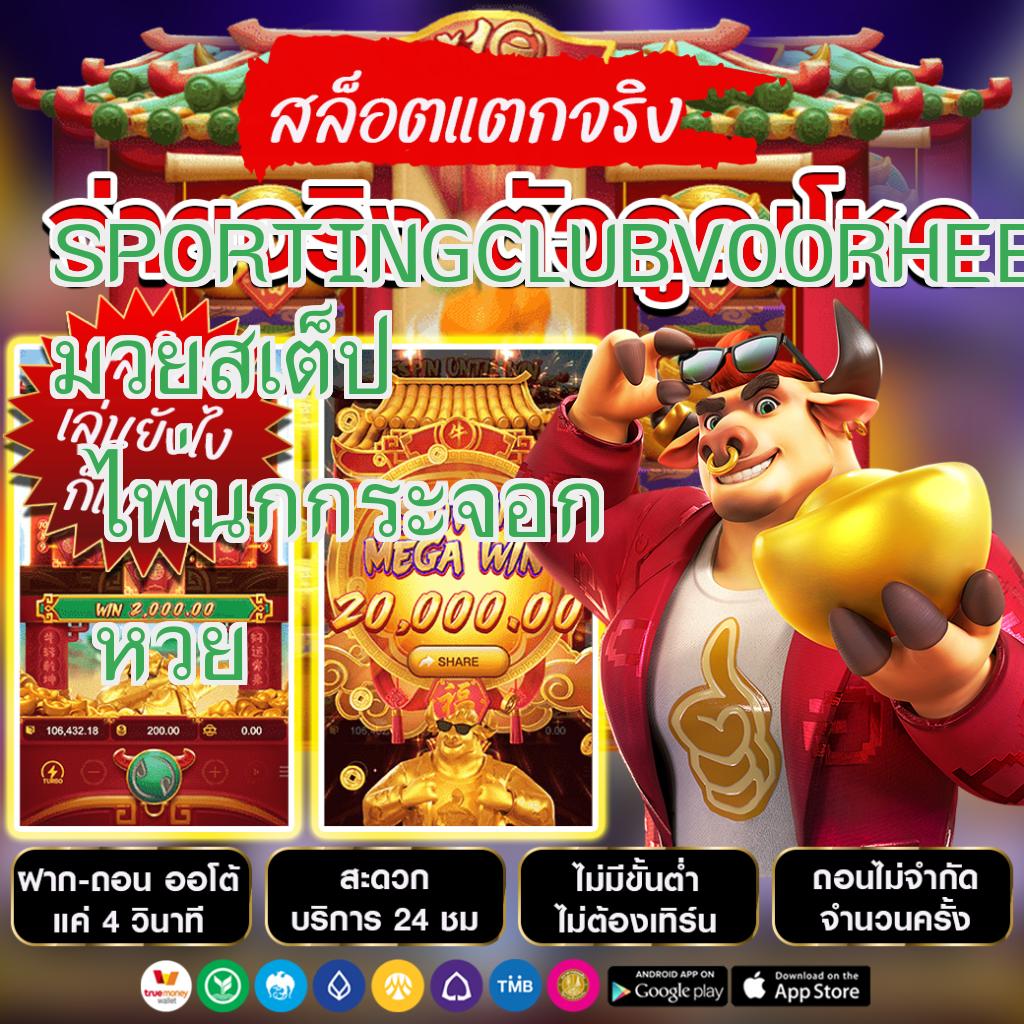 สล็อตแตกจริง
SPORTINGCLUBVOORHEE
มวยสเต็ป
ไพ่นกกระจอก
หวย
MEGA WIN
20,000.00
SHARE
WIN 2,000.00
106,432.18 200.00 0.00
TURBO
牛
福
ฝาก-ถอน ออโต้
แค่ 4 วินาที
สะดวก
บริการ 24 ชม
ไม่มีขั้นต่ำ
ไม่ต้องเทิร์น
ถอนไม่จำกัด
จำนวนครั้ง
truemoney
wallet
TMB
ANDROID APP ON
Google play
Download on the
App Store